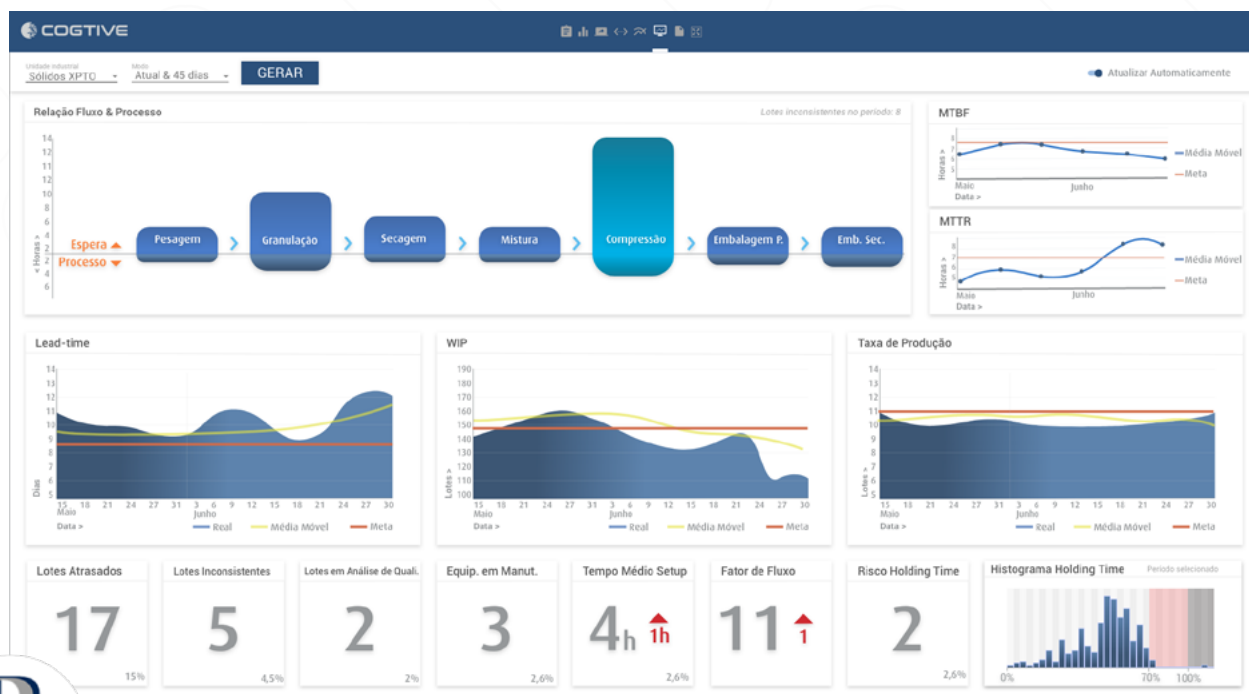 COGTIVE
Unidade Industrial
Sólidos XPTO
Modo
Atual & 45 dias
GERAR
Atualizar Automaticamente
Relação Fluxo & Processo
Lotes inconsistentes no período: 8
14
12
11
12
10
8
6
4
2
2
4
6
< Horas >
Espera
Processo
Pesagem
Granulação
Secagem
Mistura
Compressão
Embalagem P.
Emb. Sec.
MTBF
8
7
6
5
Horas >
Maio
Junho
Data >
Média Móvel
Meta
MTTR
8
7
6
5
Horas >
Maio
Junho
Data >
Média Móvel
Meta
Lead-time
14
13
12
11
10
9
8
7
6
5
Dias
15 18 21 24 27 31 3 6 9 12 15 18 21 24 27 30
Maio Junho
Data >
Real Média Móvel Meta
WIP
190
170
160
150
140
130
120
110
100
Lotes >
15 18 21 24 27 31 3 6 9 12 15 18 21 24 27 30
Maio Junho
Data >
Real Média Móvel Meta
Taxa de Produção
14
13
12
11
10
9
8
7
6
5
Lotes >
15 18 21 24 27 31 3 6 9 12 15 18 21 24 27 30
Maio Junho
Data >
Real Média Móvel Meta
Lotes Atrasados
17
15%
Lotes Inconsistentes
5
4,5%
Lotes em Análise de Quali.
2
2%
Equip. em Manut.
3
2,6%
Tempo Médio Setup
4h 1h
2,6%
Fator de Fluxo
11 1
Risco Holding Time
2
2,6%
Histograma Holding Time
Período selecionado
0% 70% 100%